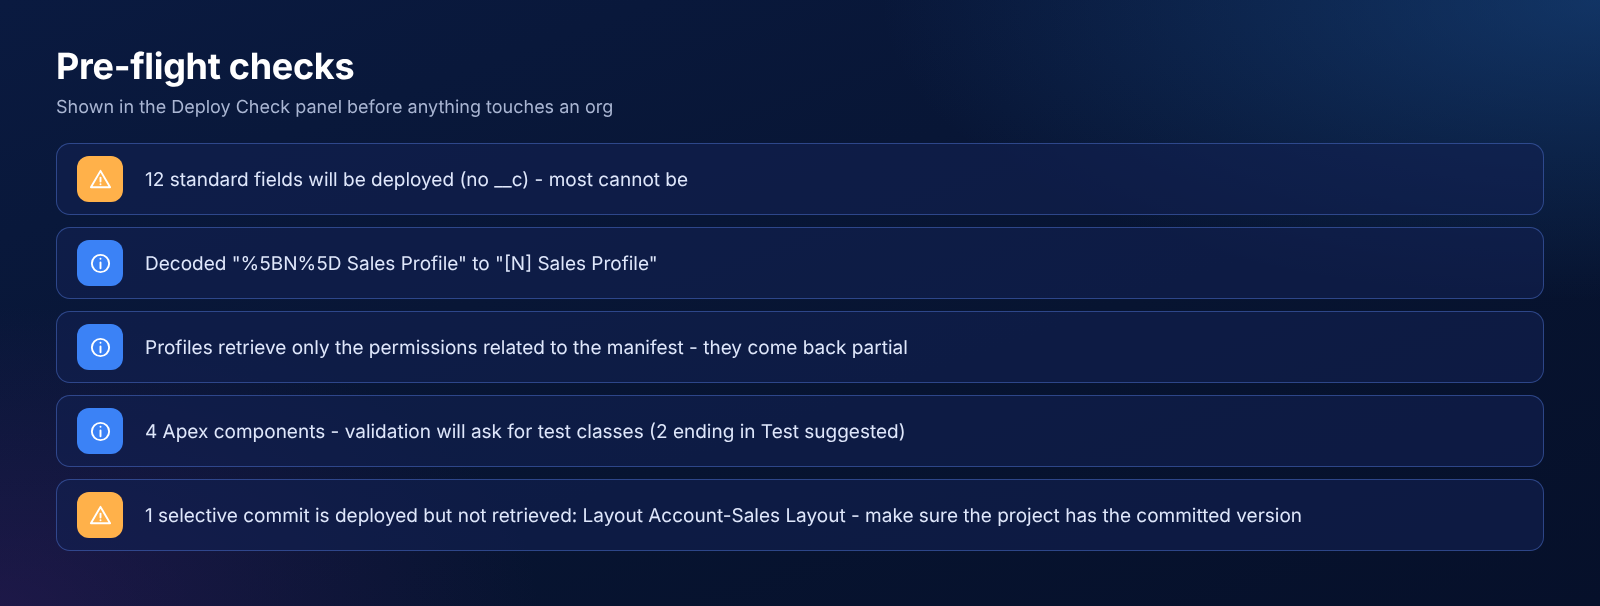 Pre-flight checks
Shown in the Deploy Check panel before anything touches an org
12 standard fields will be deployed (no __c) - most cannot be
Decoded "%5BN%5D Sales Profile" to "[N] Sales Profile"
Profiles retrieve only the permissions related to the manifest - they come back partial
4 Apex components - validation will ask for test classes (2 ending in Test suggested)
1 selective commit is deployed but not retrieved: Layout Account-Sales Layout - make sure the project has the committed version